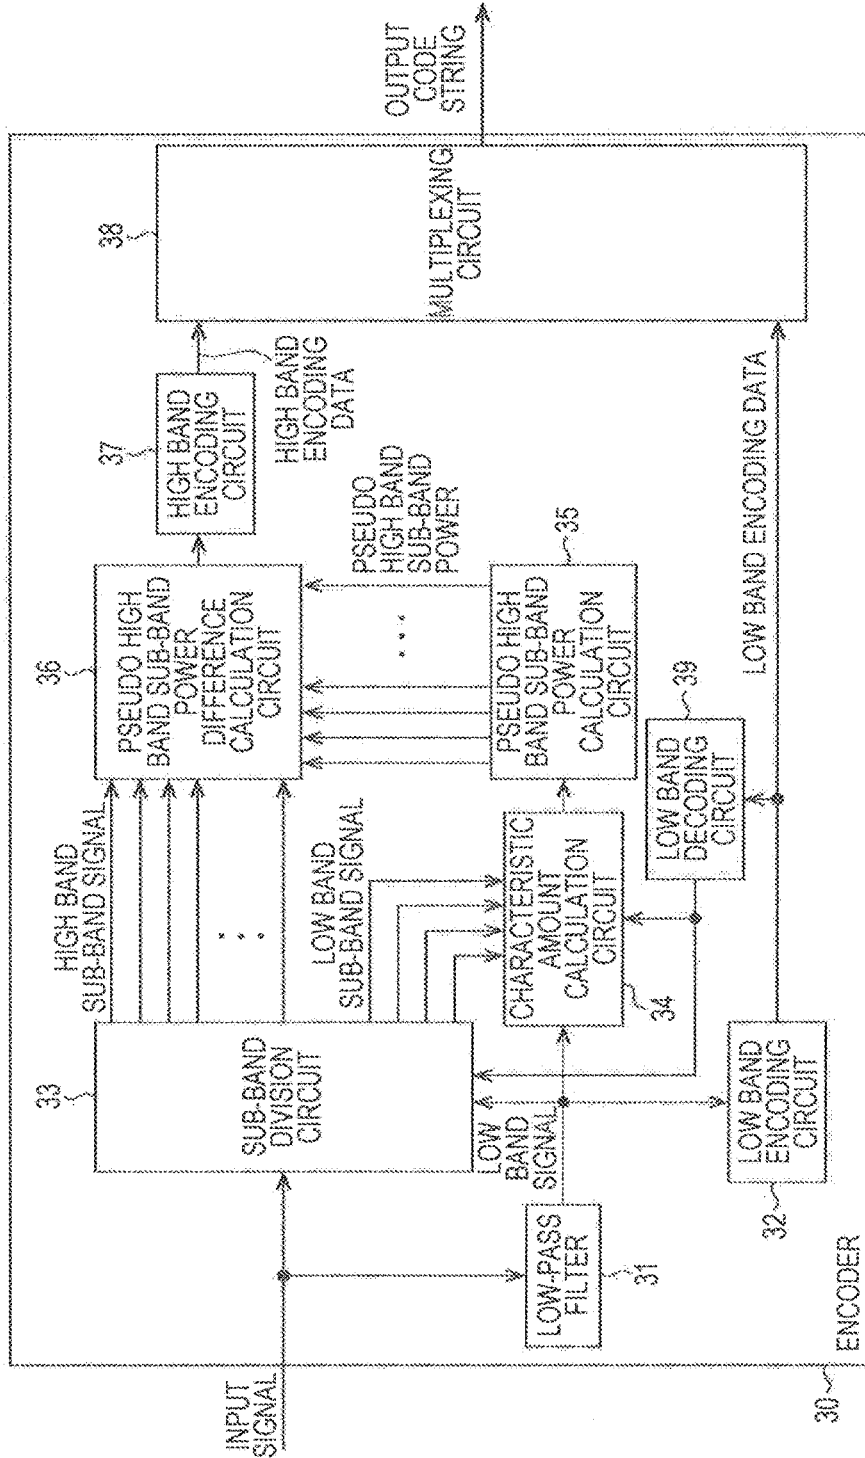 INPUT
SIGNAL
30
ENCODER
33
SUB-BAND
DIVISION
CIRCUIT
HIGH BAND
SUB-BAND SIGNAL
LOW BAND
SUB-BAND SIGNAL
36
PSEUDO HIGH
BAND SUB-BAND
POWER
DIFFERENCE
CALCULATION
CIRCUIT
37
HIGH BAND
ENCODING
CIRCUIT
HIGH BAND
ENCODING
DATA
38
MULTIPLEXING
CIRCUIT
OUTPUT
CODE
STRING
PSEUDO
HIGH BAND
SUB-BAND
POWER
LOW
BAND
SIGNAL
LOW-PASS
FILTER
31
CHARACTERISTIC
AMOUNT
CALCULATION
CIRCUIT
34
PSEUDO HIGH
BAND SUB-BAND
POWER
CALCULATION
CIRCUIT
35
LOW BAND
DECODING
CIRCUIT
39
LOW BAND
ENCODING
CIRCUIT
32
LOW BAND ENCODING DATA